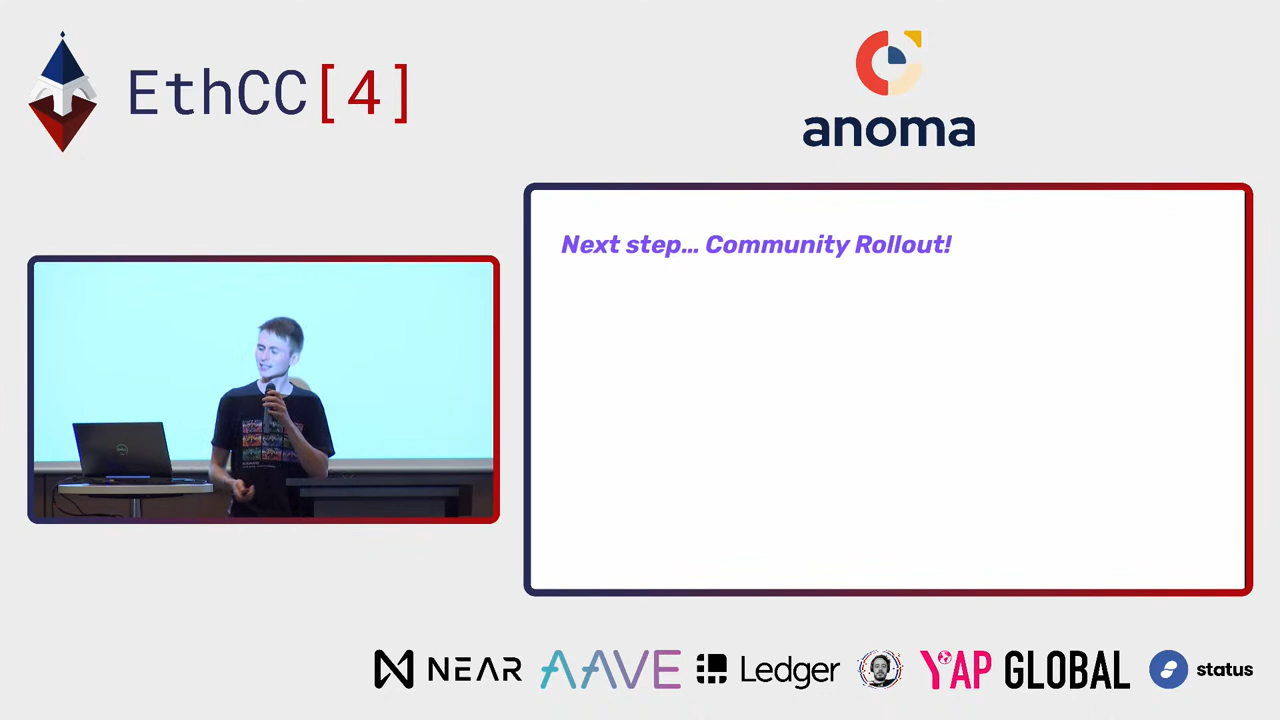 EthCC[4]
anoma
Next step... Community Rollout!
NEAR
AAVE
Ledger
YAP GLOBAL
status